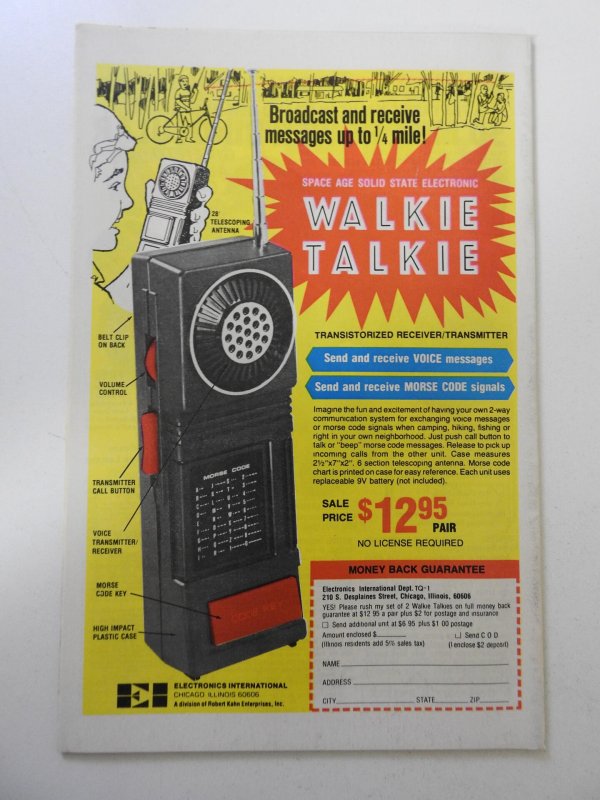 Broadcast and receive
messages up to 1/4 mile!
SPACE AGE SOLID STATE ELECTRONIC
WALKIE
TALKIE
28"
TELESCOPING
ANTENNA
BELT CLIP
ON BACK
VOLUME
CONTROL
TRANSMITTER
CALL BUTTON
VOICE
TRANSMITTER/
RECEIVER
MORSE
CODE KEY
HIGH IMPACT
PLASTIC CASE
MORSE CODE
CODE KEY
TRANSISTORIZED RECEIVER/TRANSMITTER
Send and receive VOICE messages
Send and receive MORSE CODE signals
Imagine the fun and excitement of having your own 2-way
communication system for exchanging voice messages
or morse code signals when camping, hiking, fishing or
right in your own neighborhood. Just push call button to
talk or "beep" morse code messages. Release to pick up
incoming calls from the other unit. Case measures
2½"x7"x2". 6 section telescoping antenna. Morse code
chart is printed on case for easy reference. Each unit uses
replaceable 9V battery (not included).
SALE
PRICE $12.95
PAIR
NO LICENSE REQUIRED
MONEY BACK GUARANTEE
Electronics International Dept. TQ-1
210 S. Desplaines Street, Chicago, Illinois, 60606
YES! Please rush my set of 2 Walkie Talkies on full money back
guarantee at $12.95 a pair plus $2 for postage and insurance
Send additional unit at $6.95 plus $1.00 postage
Amount enclosed $ Send C O D
(Illinois residents add 5% sales tax) (I enclose $2 deposit)
NAME
ADDRESS
CITY STATE ZIP
EI
ELECTRONICS INTERNATIONAL
CHICAGO ILLINOIS 60606
A division of Robert Kahn Enterprises, Inc.